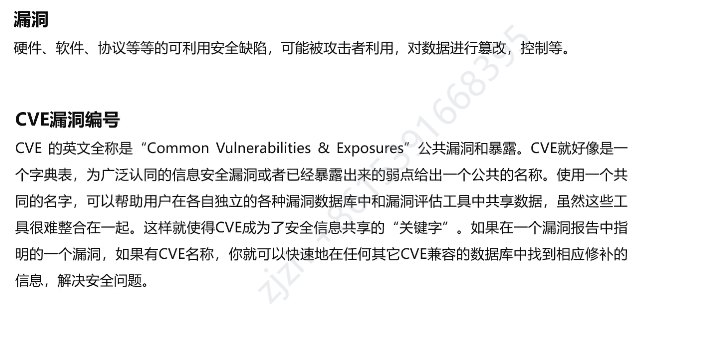 漏洞
硬件、软件、协议等等的可利用安全缺陷，可能被攻击者利用，对数据进行篡改，控制等。
CVE漏洞编号
CVE 的英文全称是“Common Vulnerabilities & Exposures”公共漏洞和暴露。CVE就好像是一
个字典表，为广泛认同的信息安全漏洞或者已经暴露出来的弱点给出一个公共的名称。使用一个共
同的名字，可以帮助用户在各自独立的各种漏洞数据库中和漏洞评估工具中共享数据，虽然这些工
具很难整合在一起。这样就使得CVE成为了安全信息共享的“关键字”。如果在一个漏洞报告中指
明的一个漏洞，如果有CVE名称，你就可以快速地在任何其它CVE兼容的数据库中找到相应修补的
信息，解决安全问题。